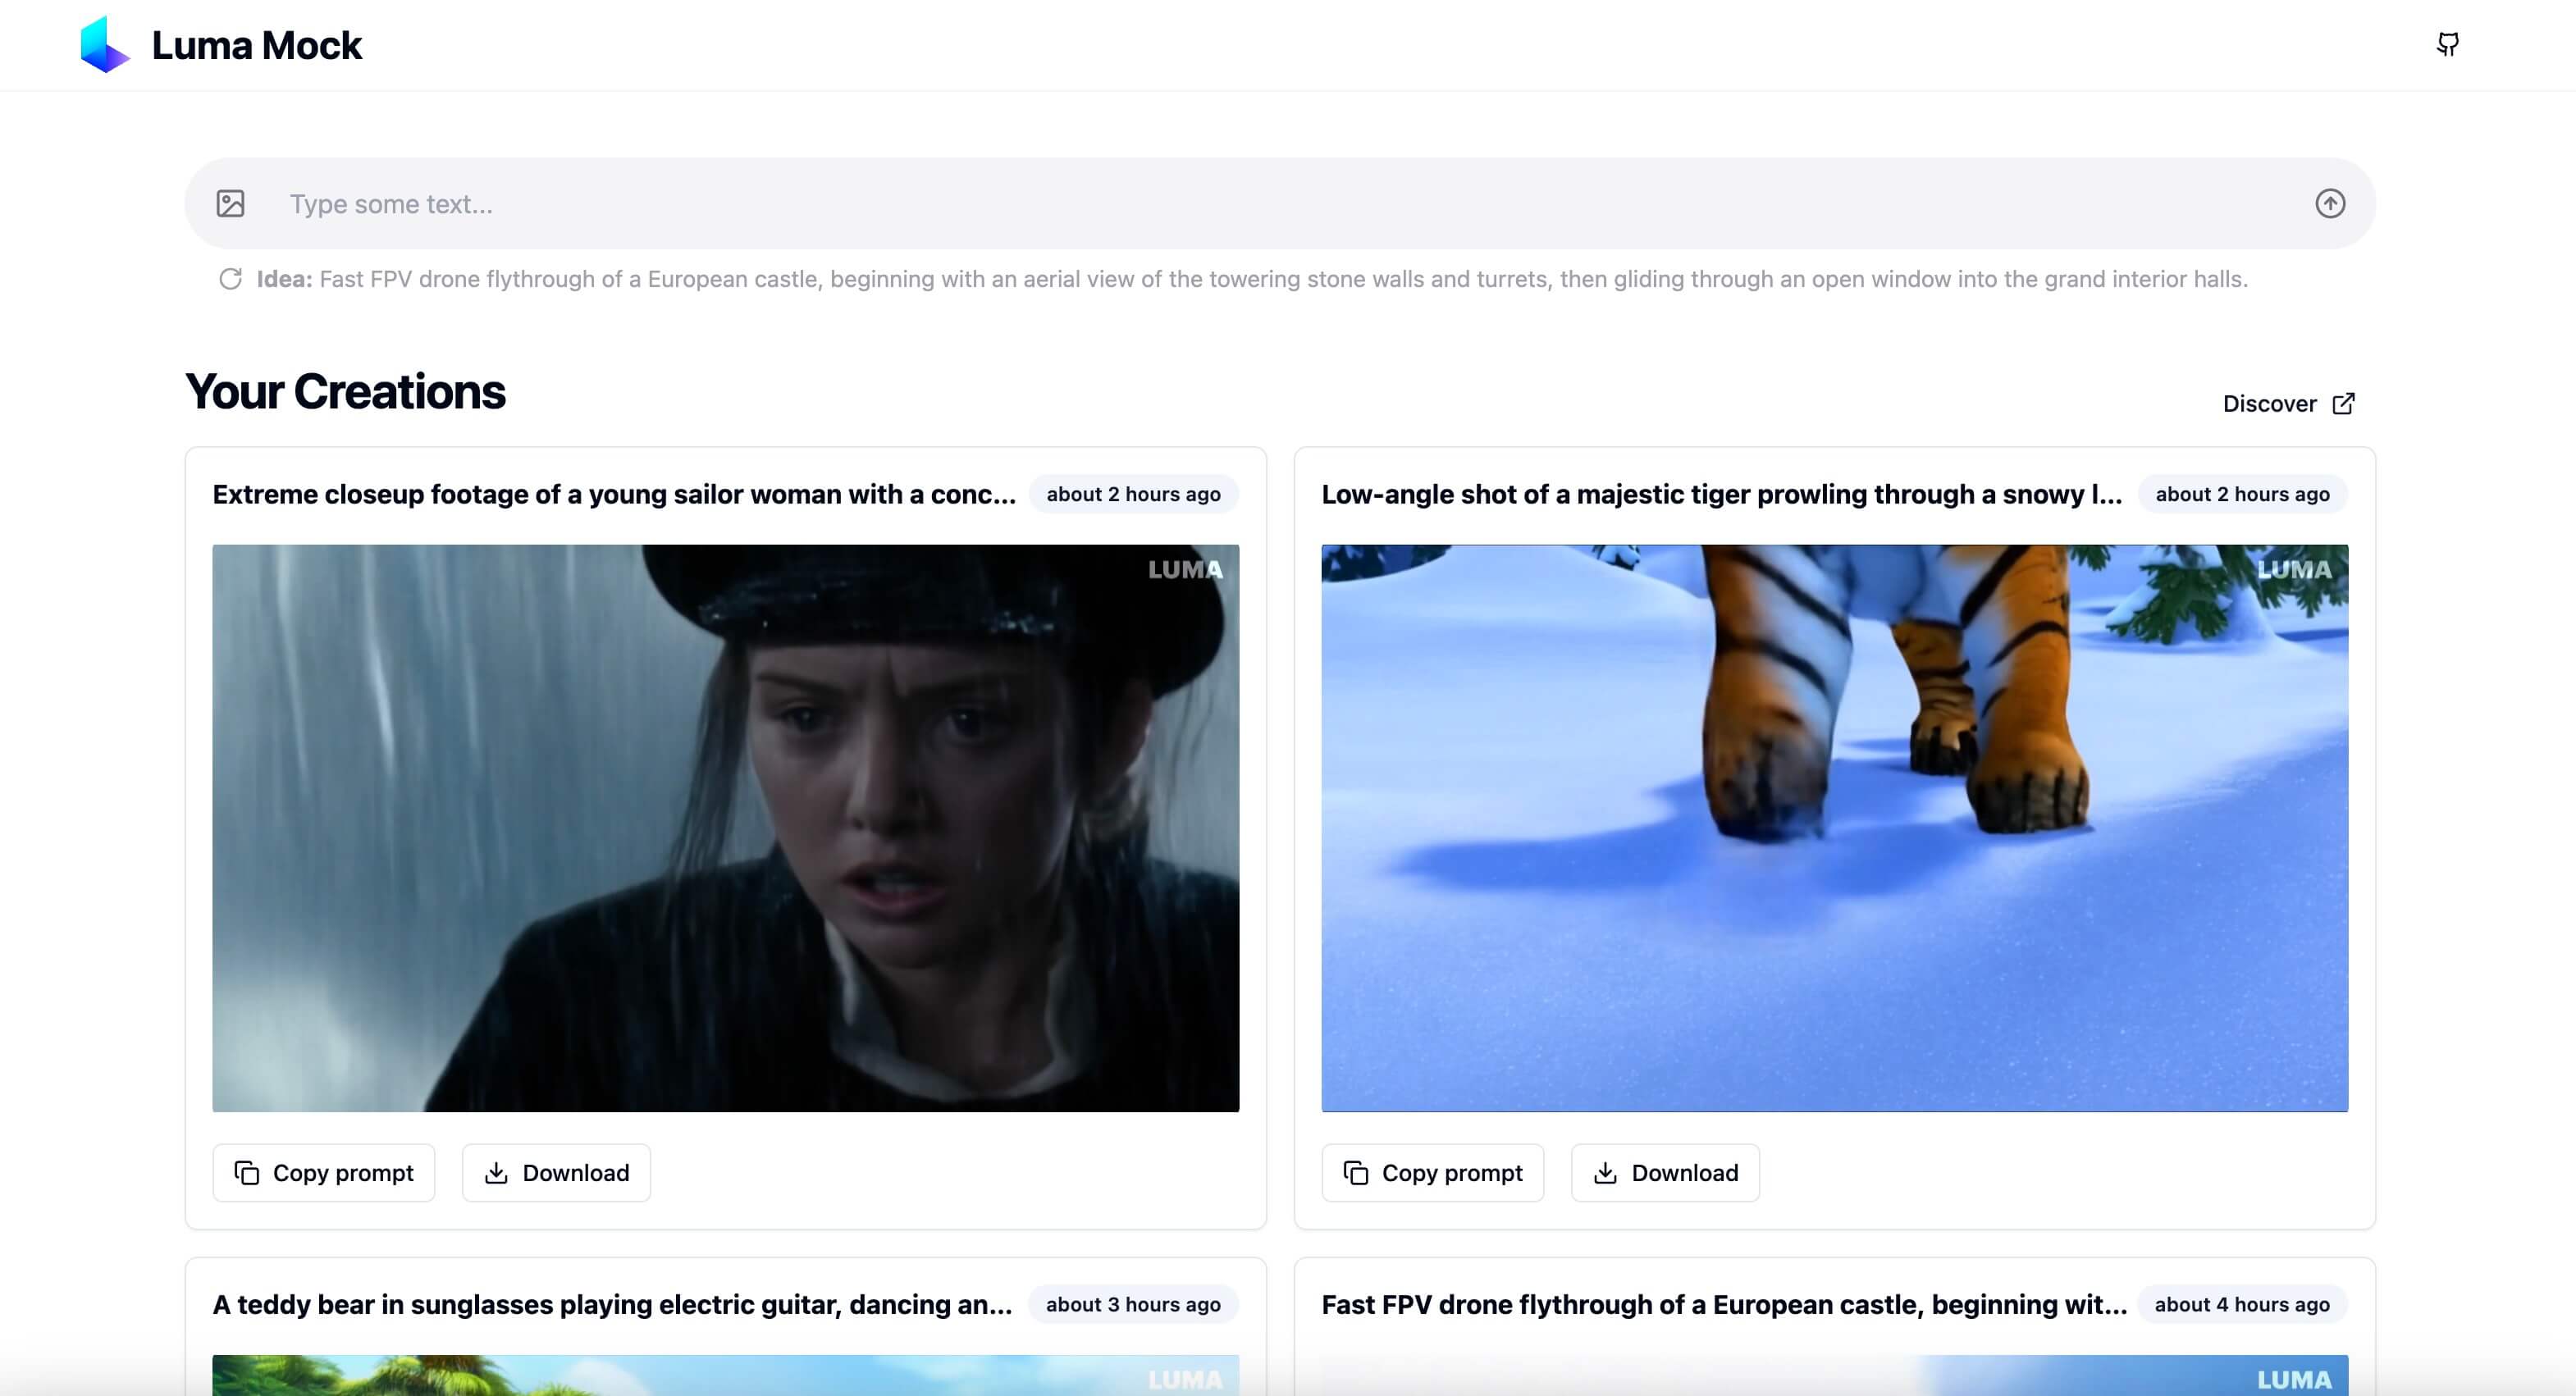 Luma Mock
Type some text...
Idea: Fast FPV drone flythrough of a European castle, beginning with an aerial view of the towering stone walls and turrets, then gliding through an open window into the grand interior halls.
Your Creations
Discover
Extreme closeup footage of a young sailor woman with a conc...
about 2 hours ago
LUMA
Copy prompt
Download
Low-angle shot of a majestic tiger prowling through a snowy l...
about 2 hours ago
LUMA
Copy prompt
Download
A teddy bear in sunglasses playing electric guitar, dancing an...
about 3 hours ago
LUMA
Fast FPV drone flythrough of a European castle, beginning wit...
about 4 hours ago
LUMA